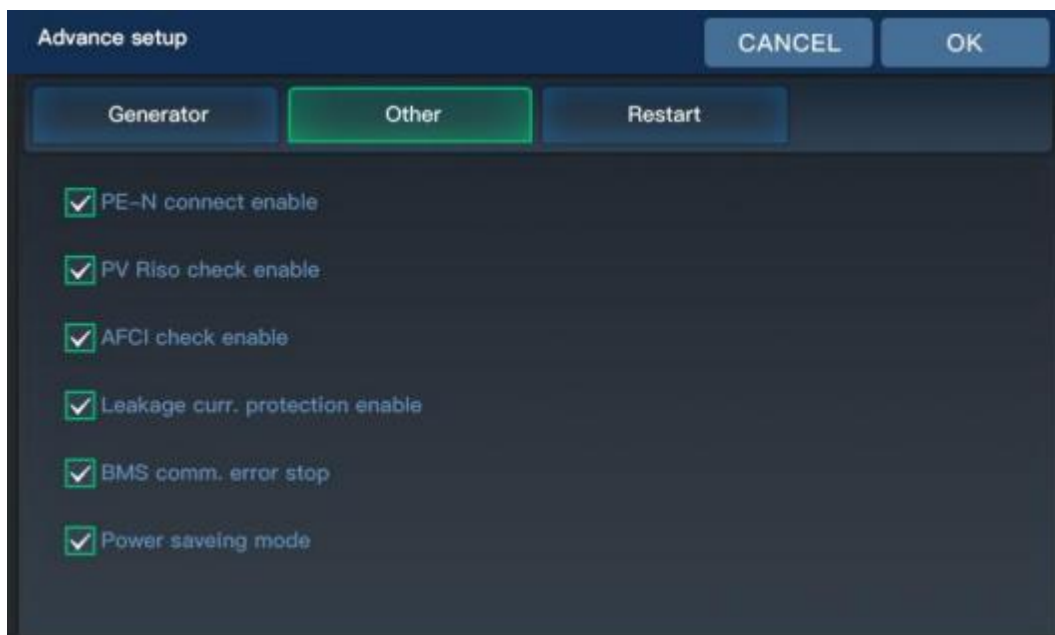 Advance setup CANCEL OK
Generator Other Restart
PE-N connect enable
PV Riso check enable
AFCI check enable
Leakage curr. protection enable
BMS comm. error stop
Power saveing mode